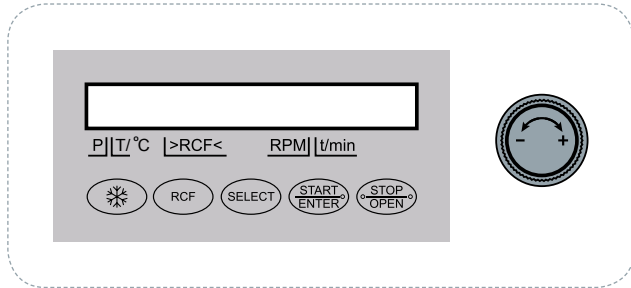 P T/°C >RCF< RPM t/min
RCF SELECT START STOP
ENTER OPEN
- +